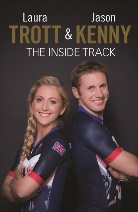 Laura Jason
TROTT & KENNY
THE INSIDE TRACK